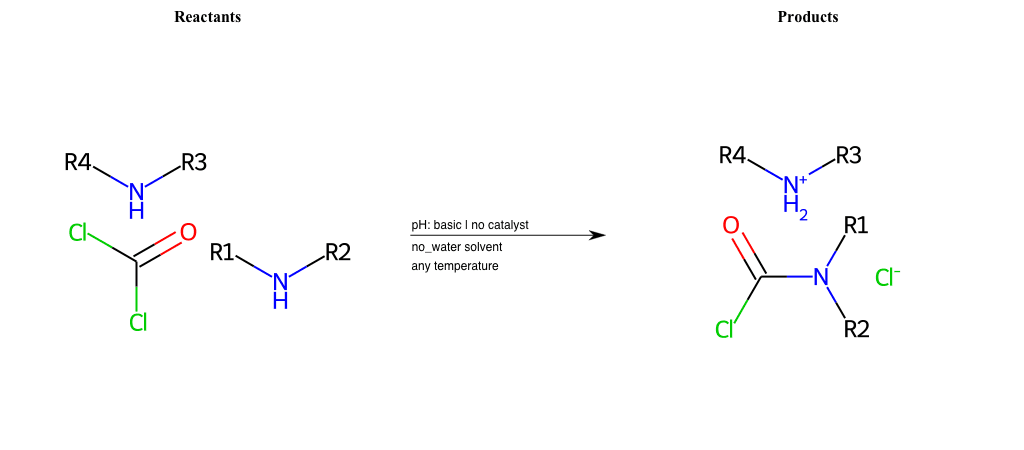 Reactants
Products
R4
R3
N
H
Cl
O
R1
R2
N
H
Cl
pH: basic | no catalyst
no_water solvent
any temperature
R4
R3
N+
H2
O
R1
N
Cl-
Cl
R2